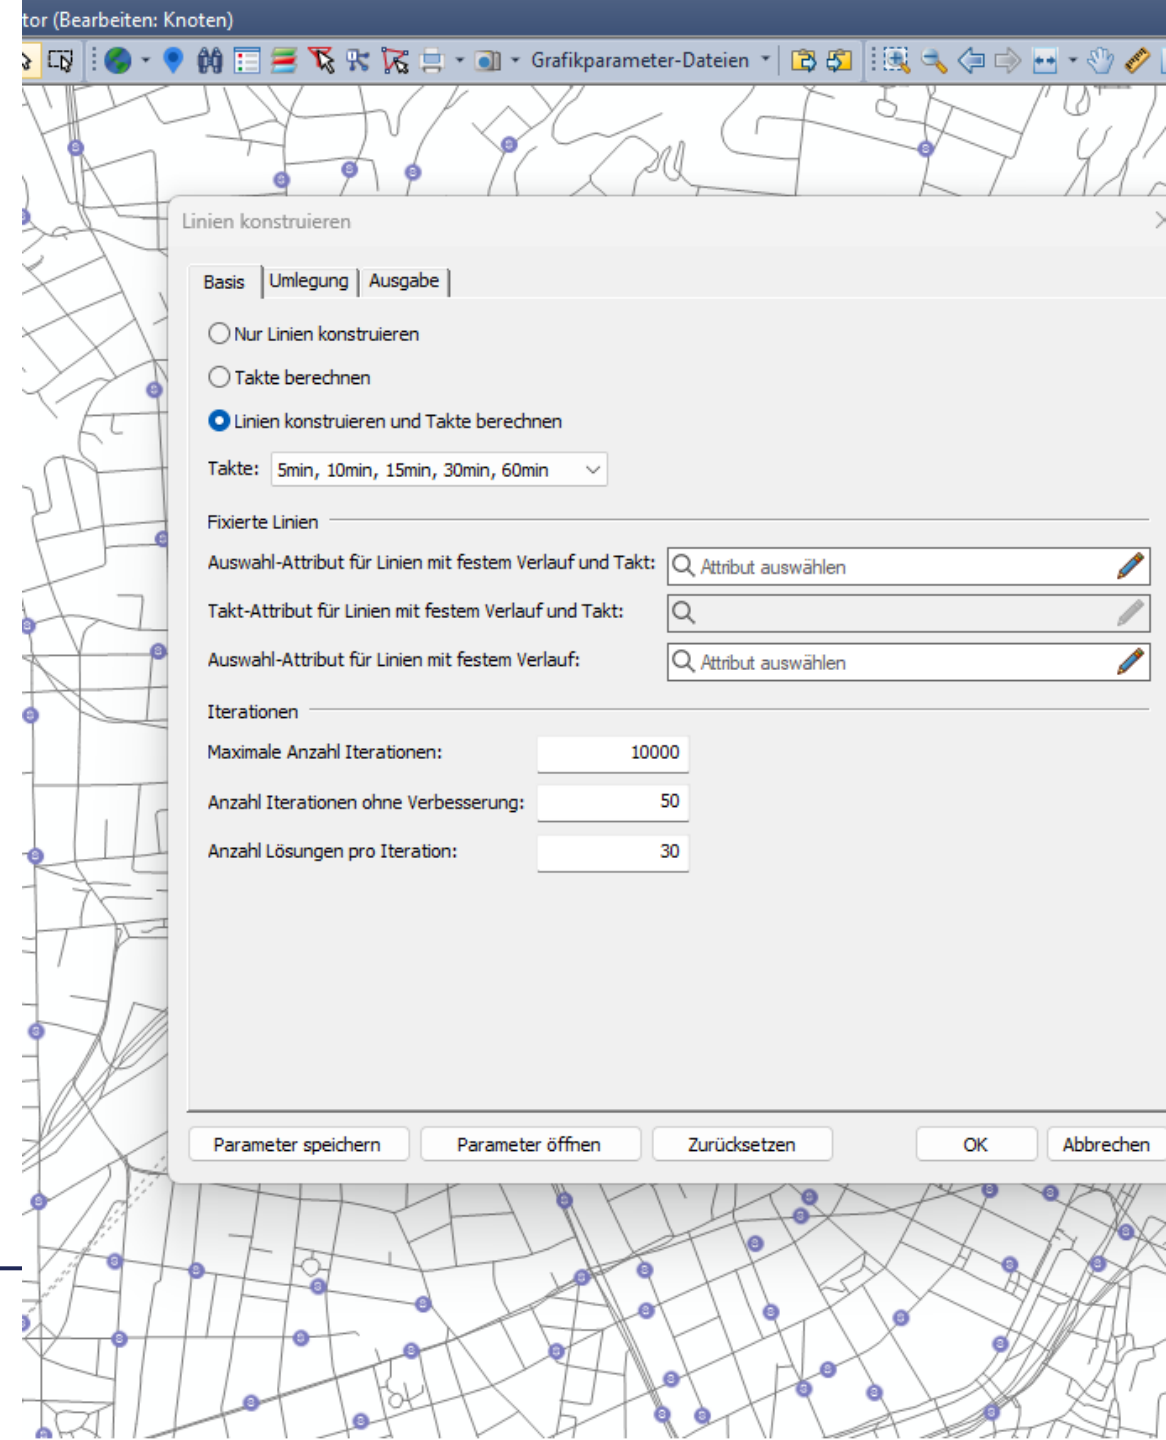 tor (Bearbeiten: Knoten)
Grafikparameter-Dateien
Linien konstruieren
Basis Umlegung Ausgabe
Nur Linien konstruieren
Takte berechnen
Linien konstruieren und Takte berechnen
Takte: 5min, 10min, 15min, 30min, 60min
Fixierte Linien
Auswahl-Attribut für Linien mit festem Verlauf und Takt: Attribut auswählen
Takt-Attribut für Linien mit festem Verlauf und Takt:
Auswahl-Attribut für Linien mit festem Verlauf: Attribut auswählen
Iterationen
Maximale Anzahl Iterationen: 10000
Anzahl Iterationen ohne Verbesserung: 50
Anzahl Lösungen pro Iteration: 30
Parameter speichern Parameter öffnen Zurücksetzen OK Abbrechen